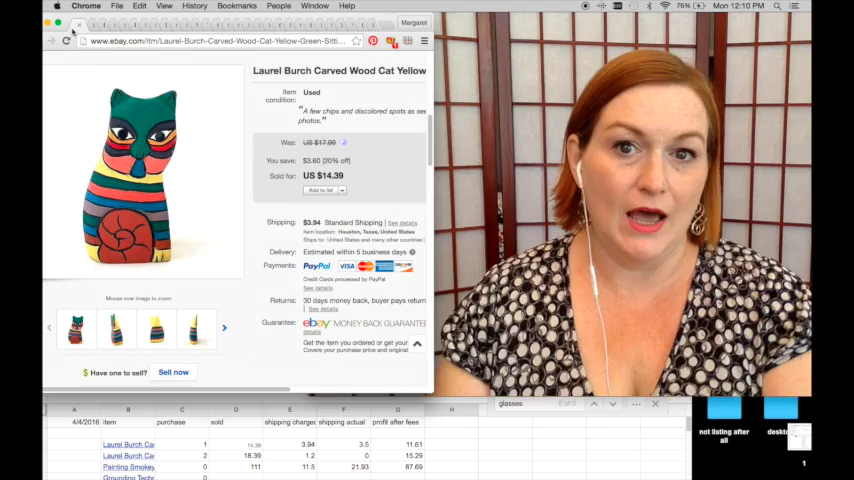 Chrome File Edit View History Bookmarks People Window Help 76% Mon 12:10 PM
Margaret
www.ebay.com/itm/Laurel-Burch-Carved-Wood-Cat-Yellow-Green-Sitti...
Laurel Burch Carved Wood Cat Yellow
Item condition: Used
"A few chips and discolored spots as see
photos."
Was: US $17.99
You save: $3.60 (20% off)
Sold for: US $14.39
Add to list
Shipping: $3.94 Standard Shipping | See details
Item location: Houston, Texas, United States
Ships to: United States and many other countries |
Delivery: Estimated within 5 business days
Payments: PayPal VISA MasterCard DISCOVER
Credit Cards processed by PayPal
See details
Returns: 30 days money back, buyer pays return
| See details
Guarantee: ebay MONEY BACK GUARANTEE
details
Get the item you ordered or get your
Covers your purchase price and original
Mouse over image to zoom
$ Have one to sell? Sell now
glasses 0 of 0
A B C D E F G H
4/4/2016 item purchase sold shipping charged shipping actual profit after fees
Laurel Burch Ca 1 14.39 3.94 3.5 11.61
Laurel Burch Ca 2 18.39 1.2 0 15.29
Painting Smokey 0 111 11.5 21.93 87.69
Grounding Techn 0
not listing after
all
deskt
1